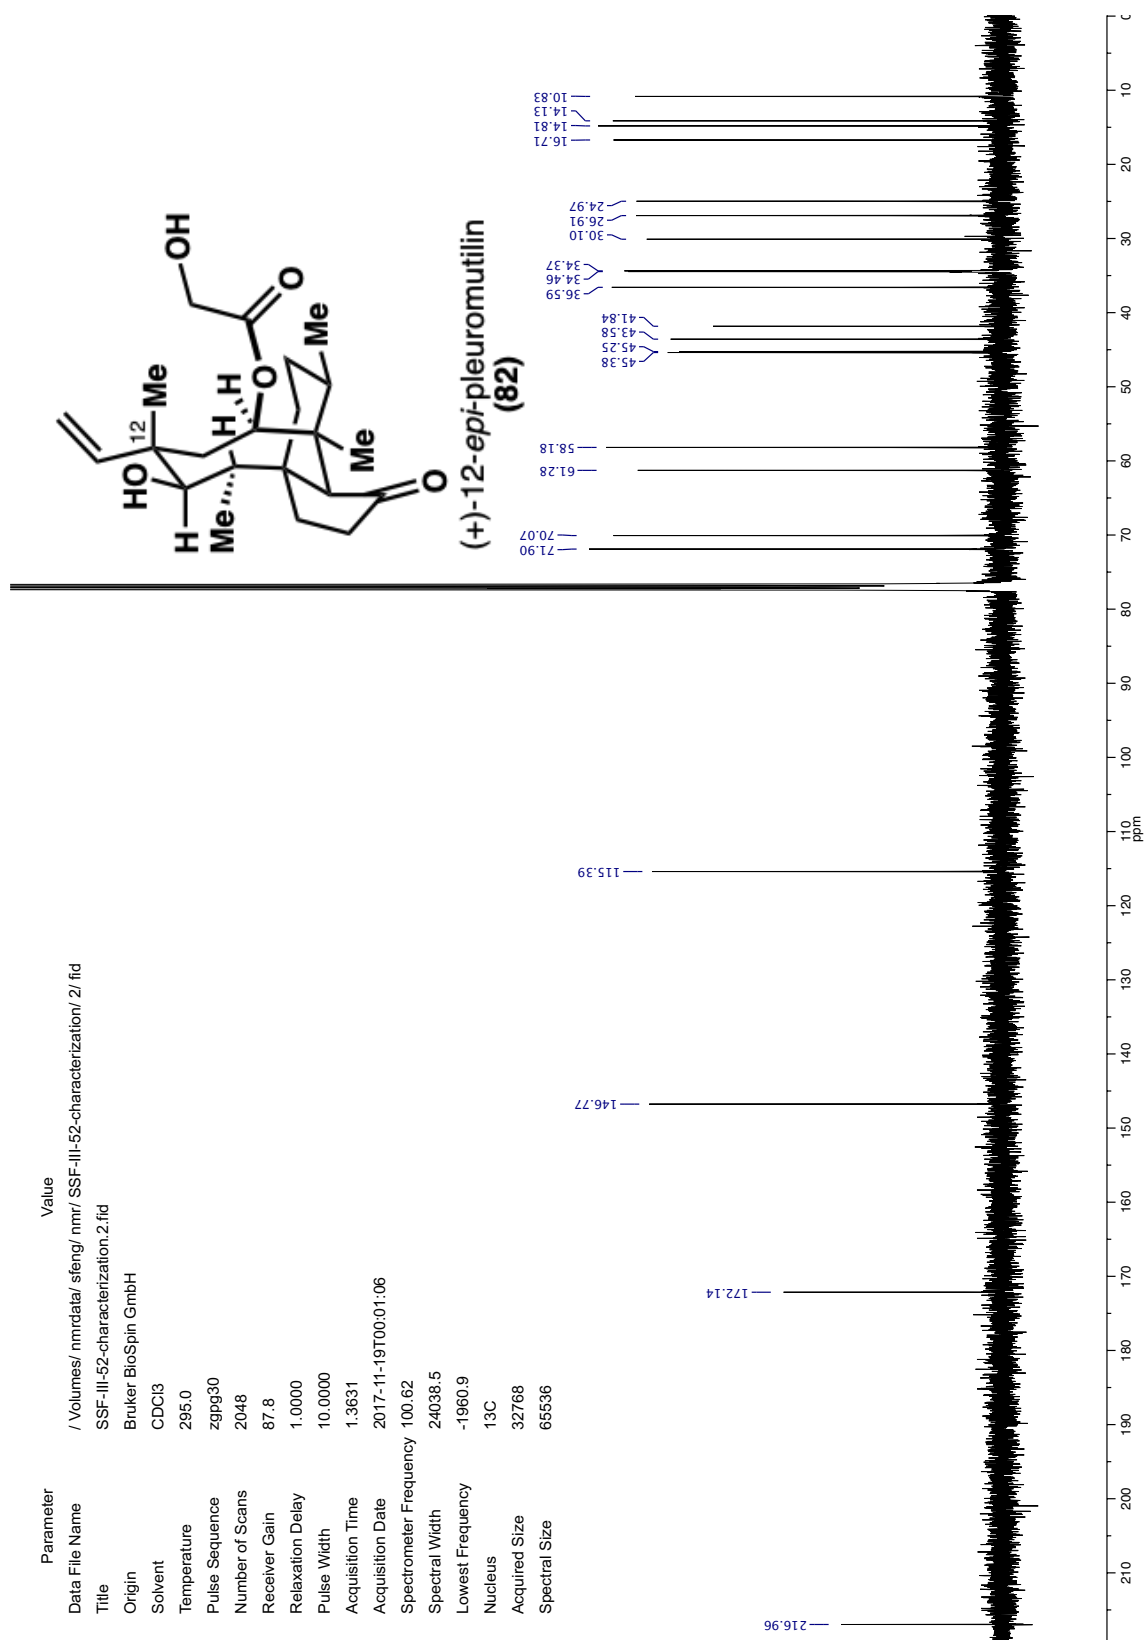 Parameter Value
Data File Name / Volumes/ nmrdata/ sfeng/ nmr/ SSF-III-52-characterization/ 2/ fid
Title SSF-III-52-characterization.2.fid
Origin Bruker BioSpin GmbH
Solvent CDCl3
Temperature 295.0
Pulse Sequence zgpg30
Number of Scans 2048
Receiver Gain 87.8
Relaxation Delay 1.0000
Pulse Width 10.0000
Acquisition Time 1.3631
Acquisition Date 2017-11-19T00:01:06
Spectrometer Frequency 100.62
Spectral Width 24038.5
Lowest Frequency -1960.9
Nucleus 13C
Acquired Size 32768
Spectral Size 65536
OH
HO 12 Me
O
H H H O
Me
Me
Me
O
(+)-12-epi-pleuromutilin
(82)
216.96
172.14
146.77
115.39
71.90
70.07
61.28
58.18
45.38
45.25
43.58
41.84
36.59
34.46
34.37
30.10
26.91
24.97
16.71
14.81
14.13
10.83
210 200 190 180 170 160 150 140 130 120 110 100 90 80 70 60 50 40 30 20 10 0
ppm